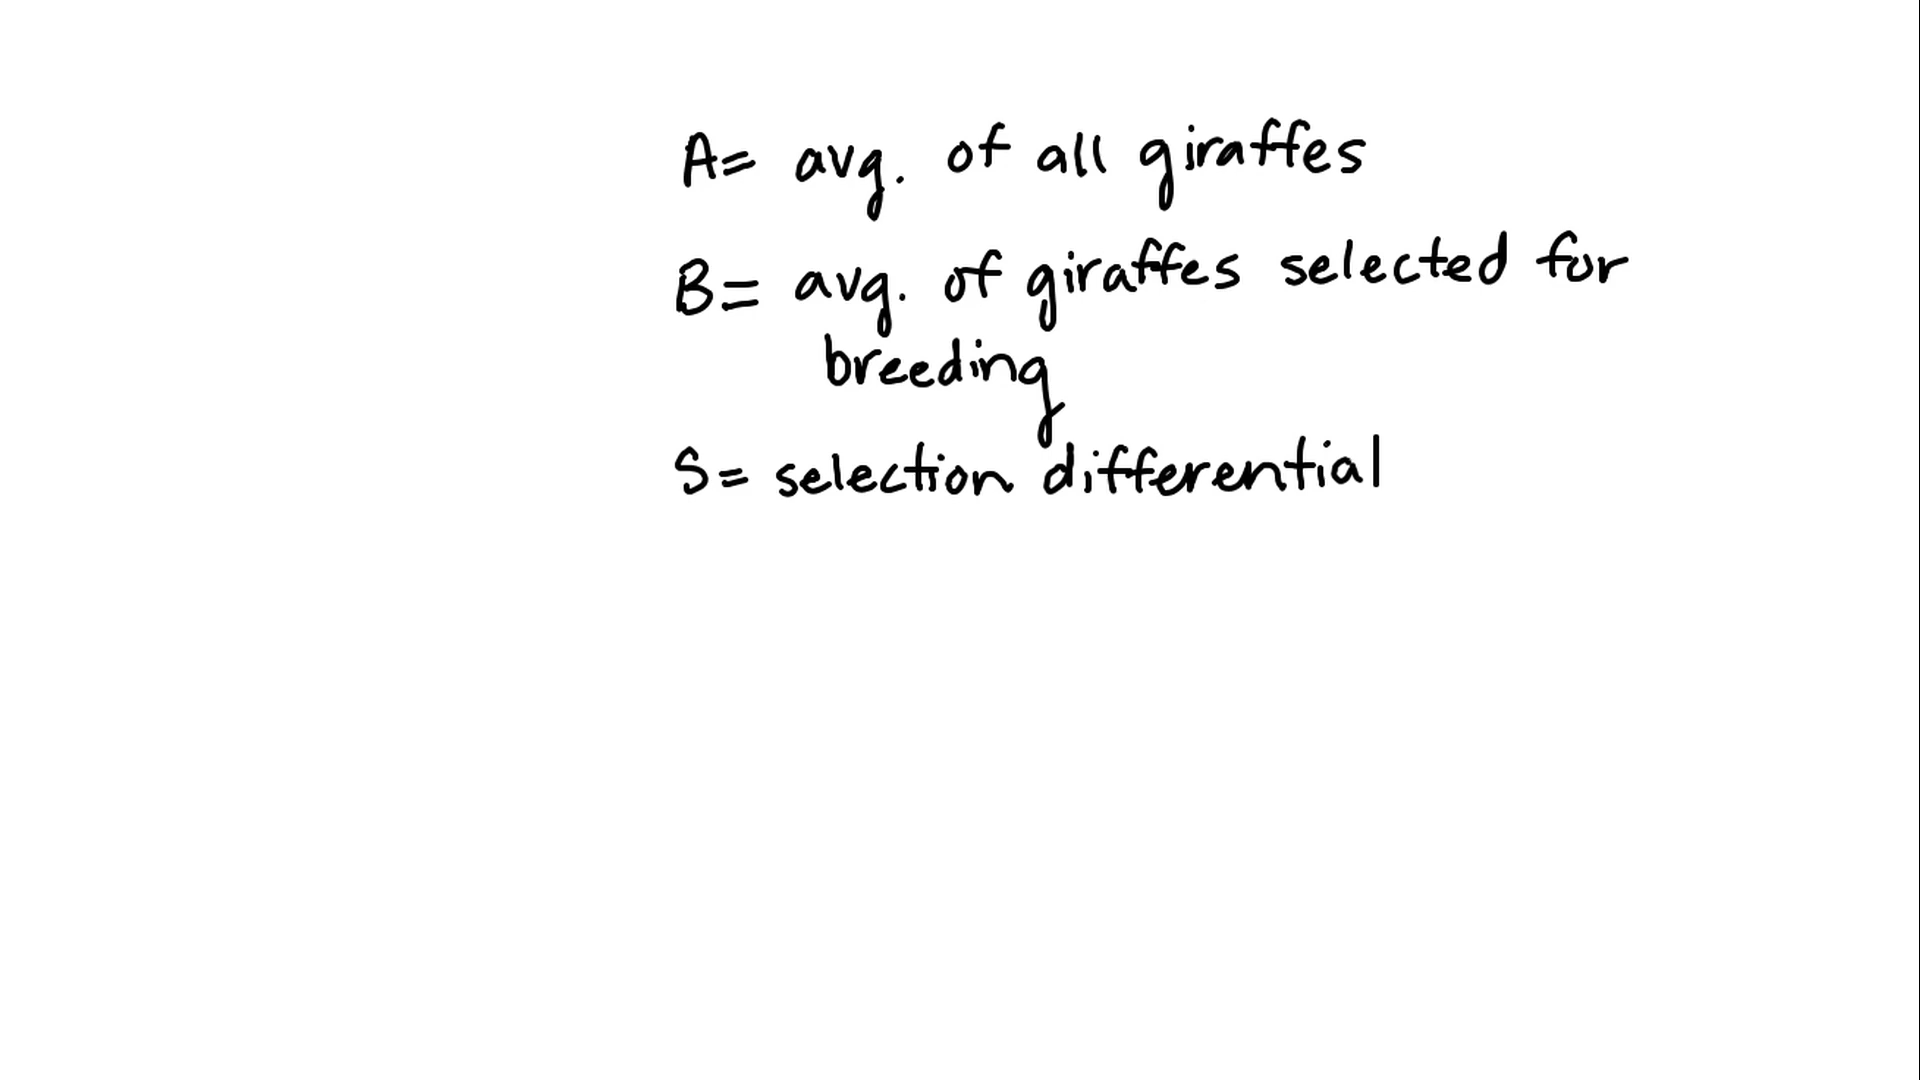 A= avg. of all giraffes
B= avg. of giraffes selected for
breeding
S= selection differential